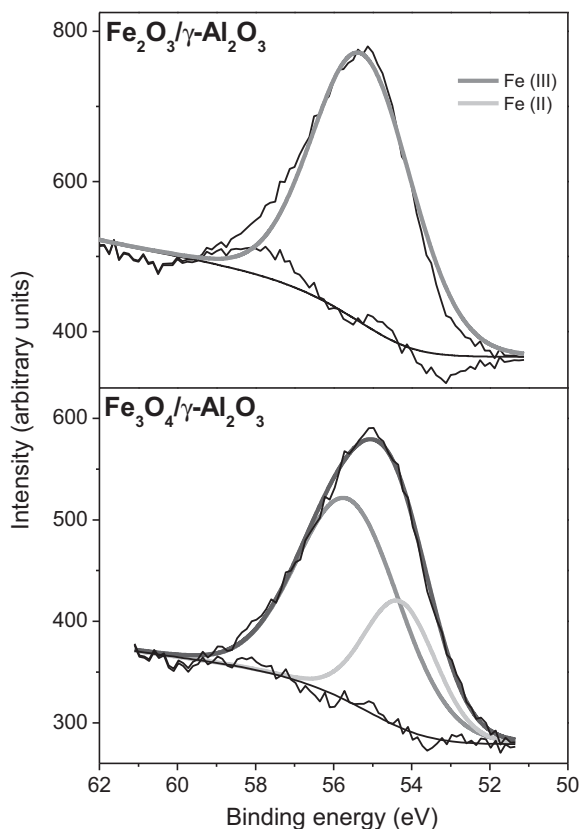 Fe₂O₃/γ-Al₂O₃
Fe (III)
Fe (II)
800
600
400
Fe₃O₄/γ-Al₂O₃
600
500
400
300
62 60 58 56 54 52 50
Intensity (arbitrary units)
Binding energy (eV)